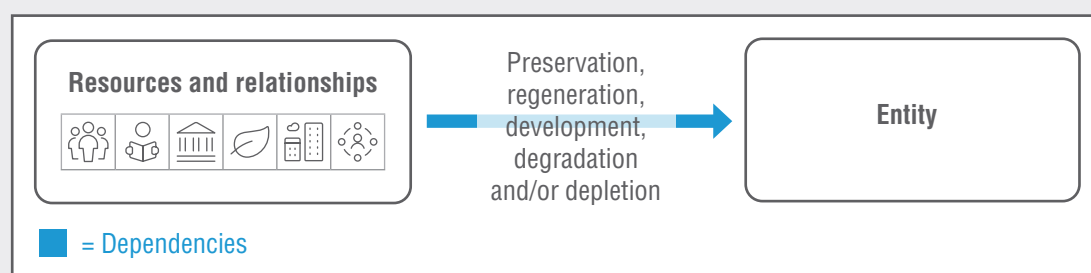 Resources and relationships
Preservation,
regeneration,
development,
degradation
and/or depletion
Entity
= Dependencies